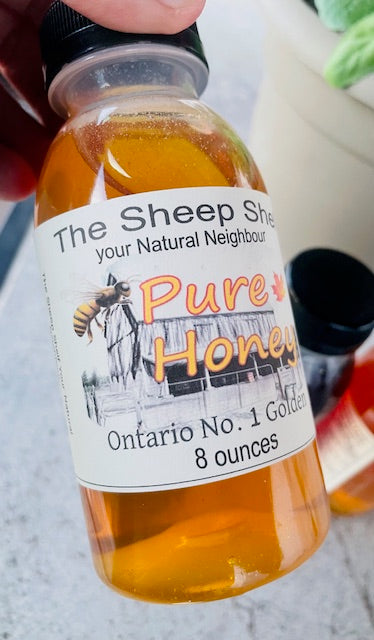 The Sheep She
your Natural Neighbour
Pure
Honey
Ontario No. 1 Golden
8 ounces